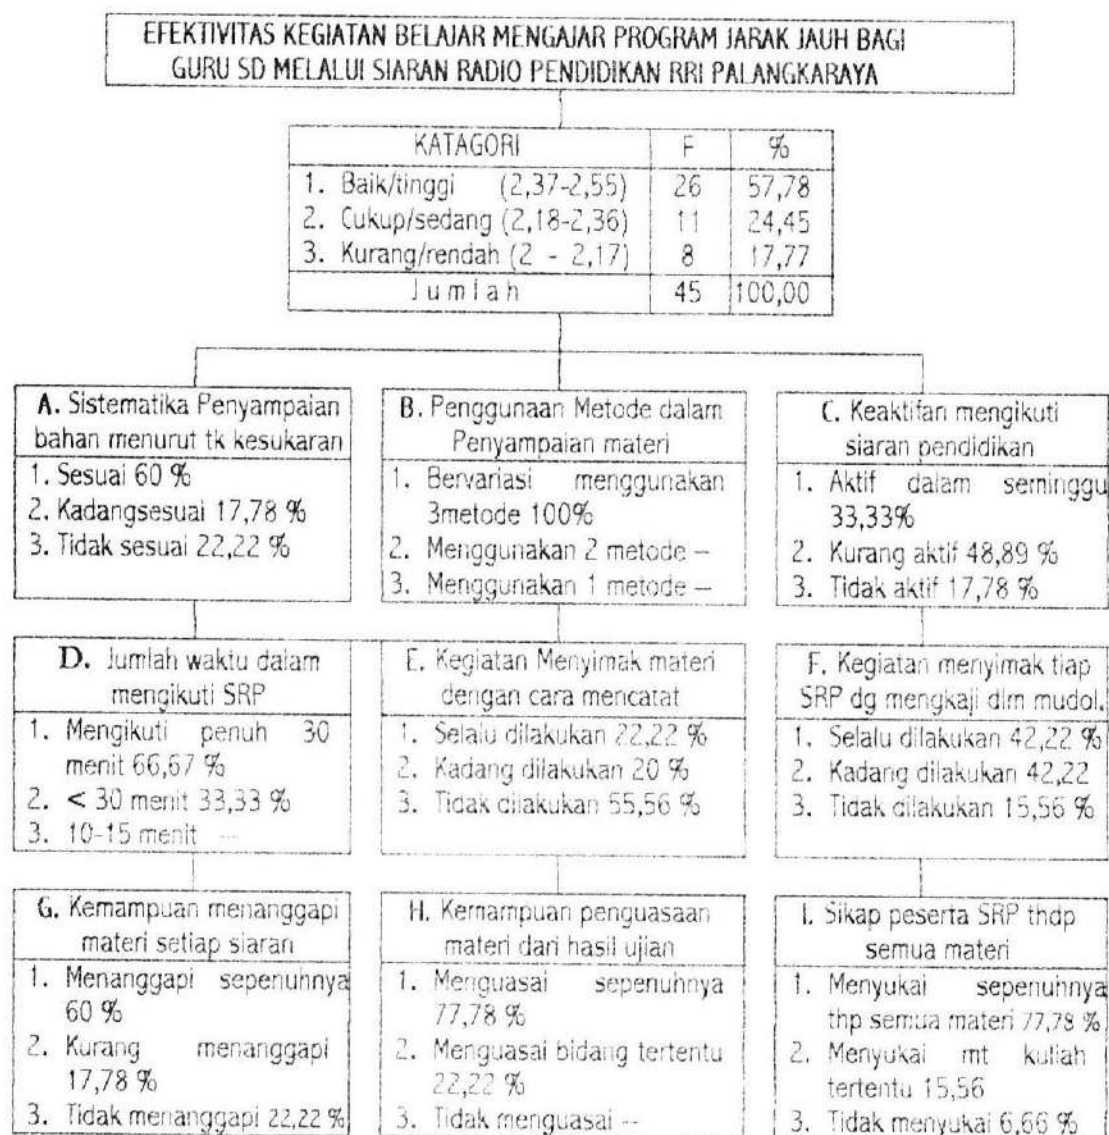 EFEKTIVITAS KEGIATAN BELAJAR MENGAJAR PROGRAM JARAK JAUH BAGI
GURU SD MELALUI SIARAN RADIO PENDIDIKAN RRI PALANGKARAYA
KATAGORI F %
1. Baik/tinggi (2,37-2,55) 26 57,78
2. Cukup/sedang (2,18-2,36) 11 24,45
3. Kurang/rendah (2 - 2,17) 8 17,77
Jumlah 45 100,00
A. Sistematika Penyampaian
bahan menurut tk kesukaran
1. Sesuai 60 %
2. Kadangsesuai 17,78 %
3. Tidak sesuai 22,22 %
B. Penggunaan Metode dalam
Penyampaian materi
1. Bervariasi menggunakan
3metode 100%
2. Menggunakan 2 metode --
3. Menggunakan 1 metode --
C. Keaktifan mengikuti
siaran pendidikan
1. Aktif dalam seminggu
33,33%
2. Kurang aktif 48,89 %
3. Tidak aktif 17,78 %
D. Jumlah waktu dalam
mengikuti SRP
1. Mengikuti penuh 30
menit 66,67 %
2. < 30 menit 33,33 %
3. 10-15 menit --
E. Kegiatan Menyimak materi
dengan cara mencatat
1. Selalu dilakukan 22,22 %
2. Kadang dilakukan 20 %
3. Tidak dilakukan 55,56 %
F. Kegiatan menyimak tiap
SRP dg mengkaji dlm mudol.
1. Selalu dilakukan 42,22 %
2. Kadang dilakukan 42,22
3. Tidak dilakukan 15,56 %
G. Kemampuan menanggapi
materi setiap siaran
1. Menanggapi sepenuhnya
60 %
2. Kurang menanggapi
17,78 %
3. Tidak menanggapi 22,22 %
H. Kemampuan penguasaan
materi dari hasil ujian
1. Menguasai sepenuhnya
77,78 %
2. Menguasai bidang tertentu
22,22 %
3. Tidak menguasai --
I. Sikap peserta SRP thdp
semua materi
1. Menyukai sepenuhnya
thp semua materi 77,78 %
2. Menyukai mt kuliah
tertentu 15,56
3. Tidak menyukai 6,66 %